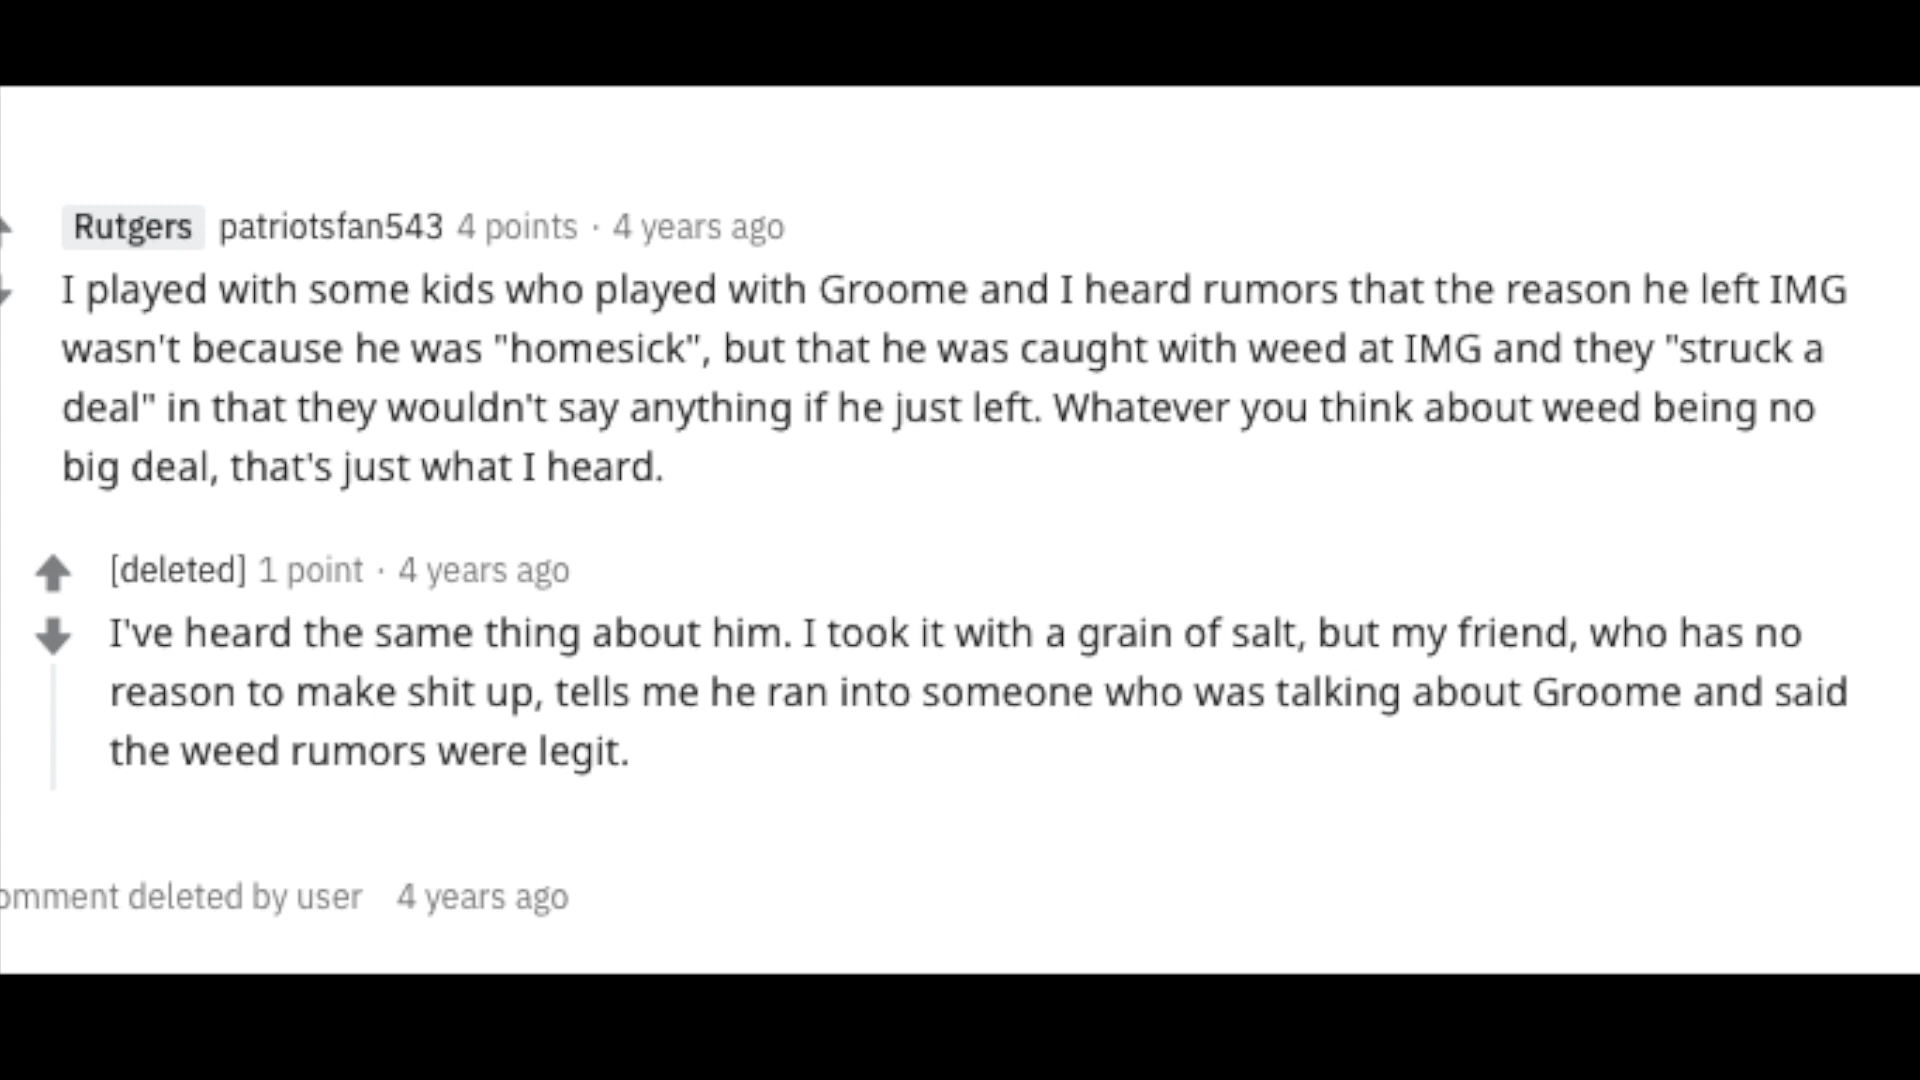 Rutgers patriotsfan543 4 points · 4 years ago
I played with some kids who played with Groome and I heard rumors that the reason he left IMG
wasn't because he was "homesick", but that he was caught with weed at IMG and they "struck a
deal" in that they wouldn't say anything if he just left. Whatever you think about weed being no
big deal, that's just what I heard.
[deleted] 1 point · 4 years ago
I've heard the same thing about him. I took it with a grain of salt, but my friend, who has no
reason to make shit up, tells me he ran into someone who was talking about Groome and said
the weed rumors were legit.
omment deleted by user 4 years ago